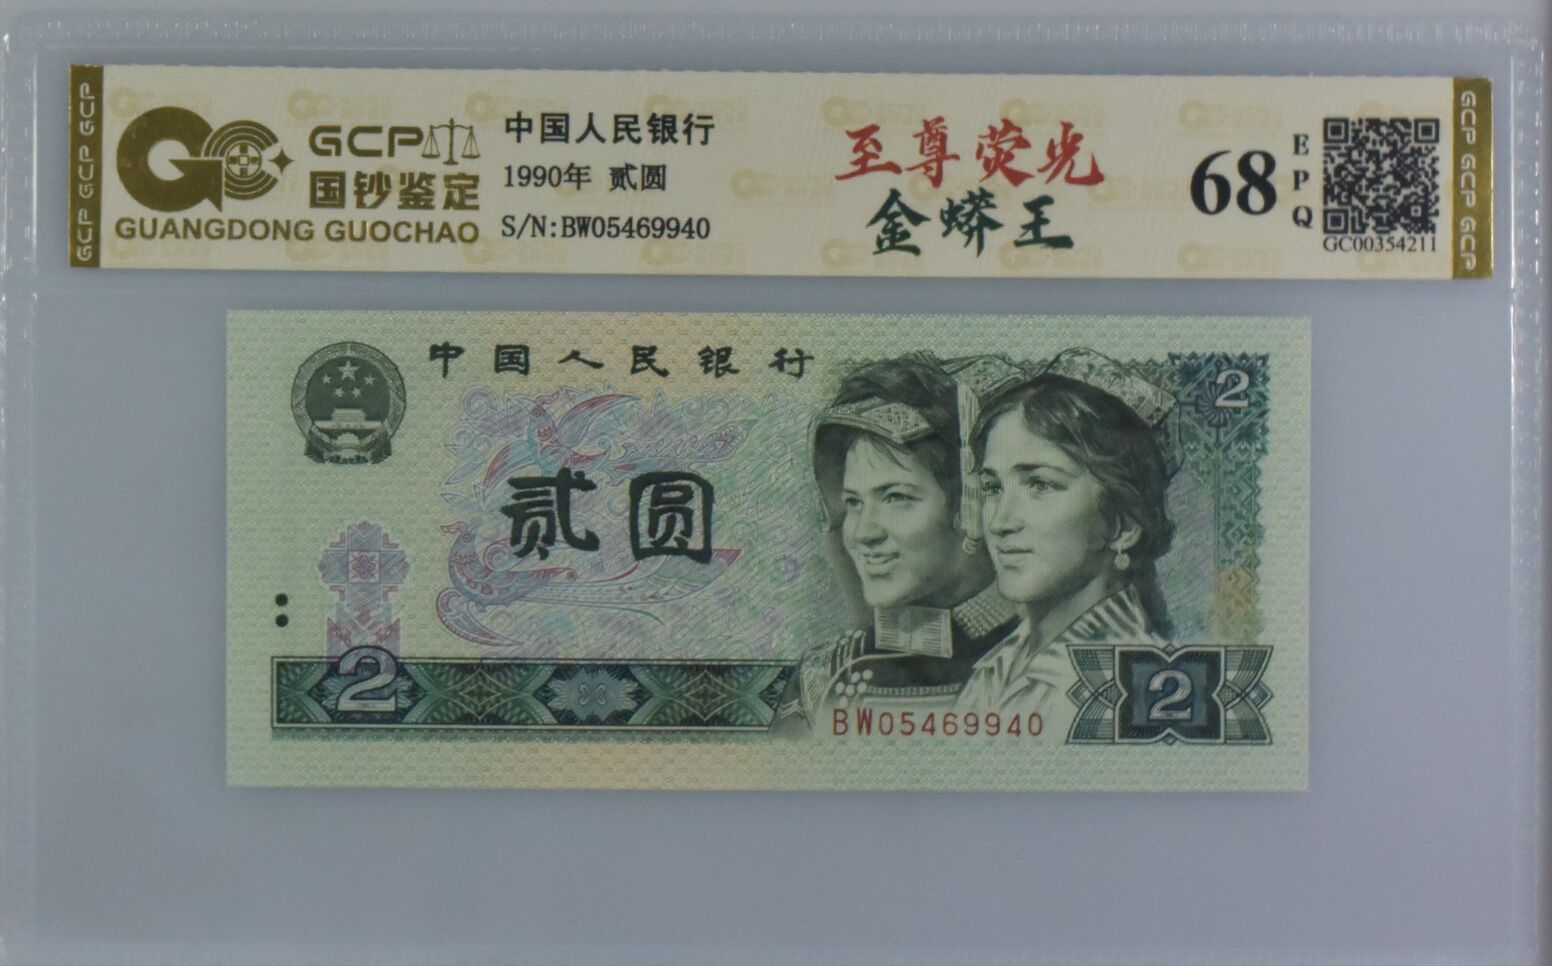 GCP GCP GCP
GCP
国钞鉴定
GUANGDONG GUOCHAO
中国人民银行
1990年 贰圆
S/N:BW05469940
至尊荧光
金蟒王
68
EPQ
GC00354211
GCP GCP GCP
中国人民银行
2
贰圆
2
2
BW05469940